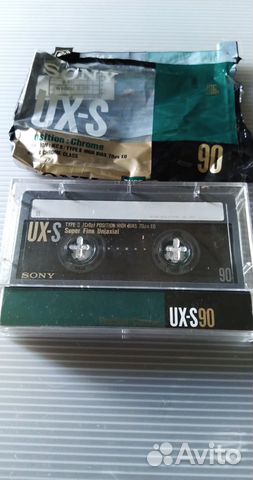 SONY
UX-S
osition : Chrome
90
UX-S
TYPE II (CrO₂) POSITION HIGH BIAS 70μs EQ
Super Fine Uniaxial
SONY
90
UX-S90
Avito